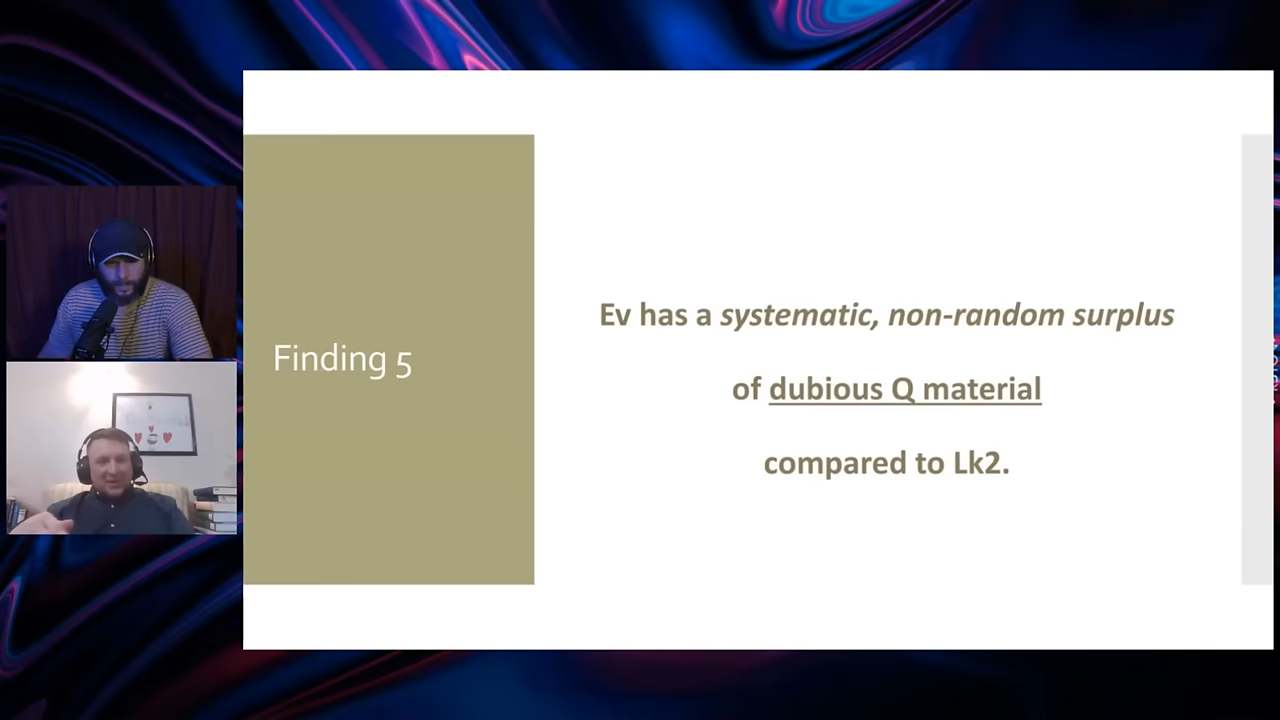 Finding 5
Ev has a systematic, non-random surplus
of dubious Q material
compared to Lk2.